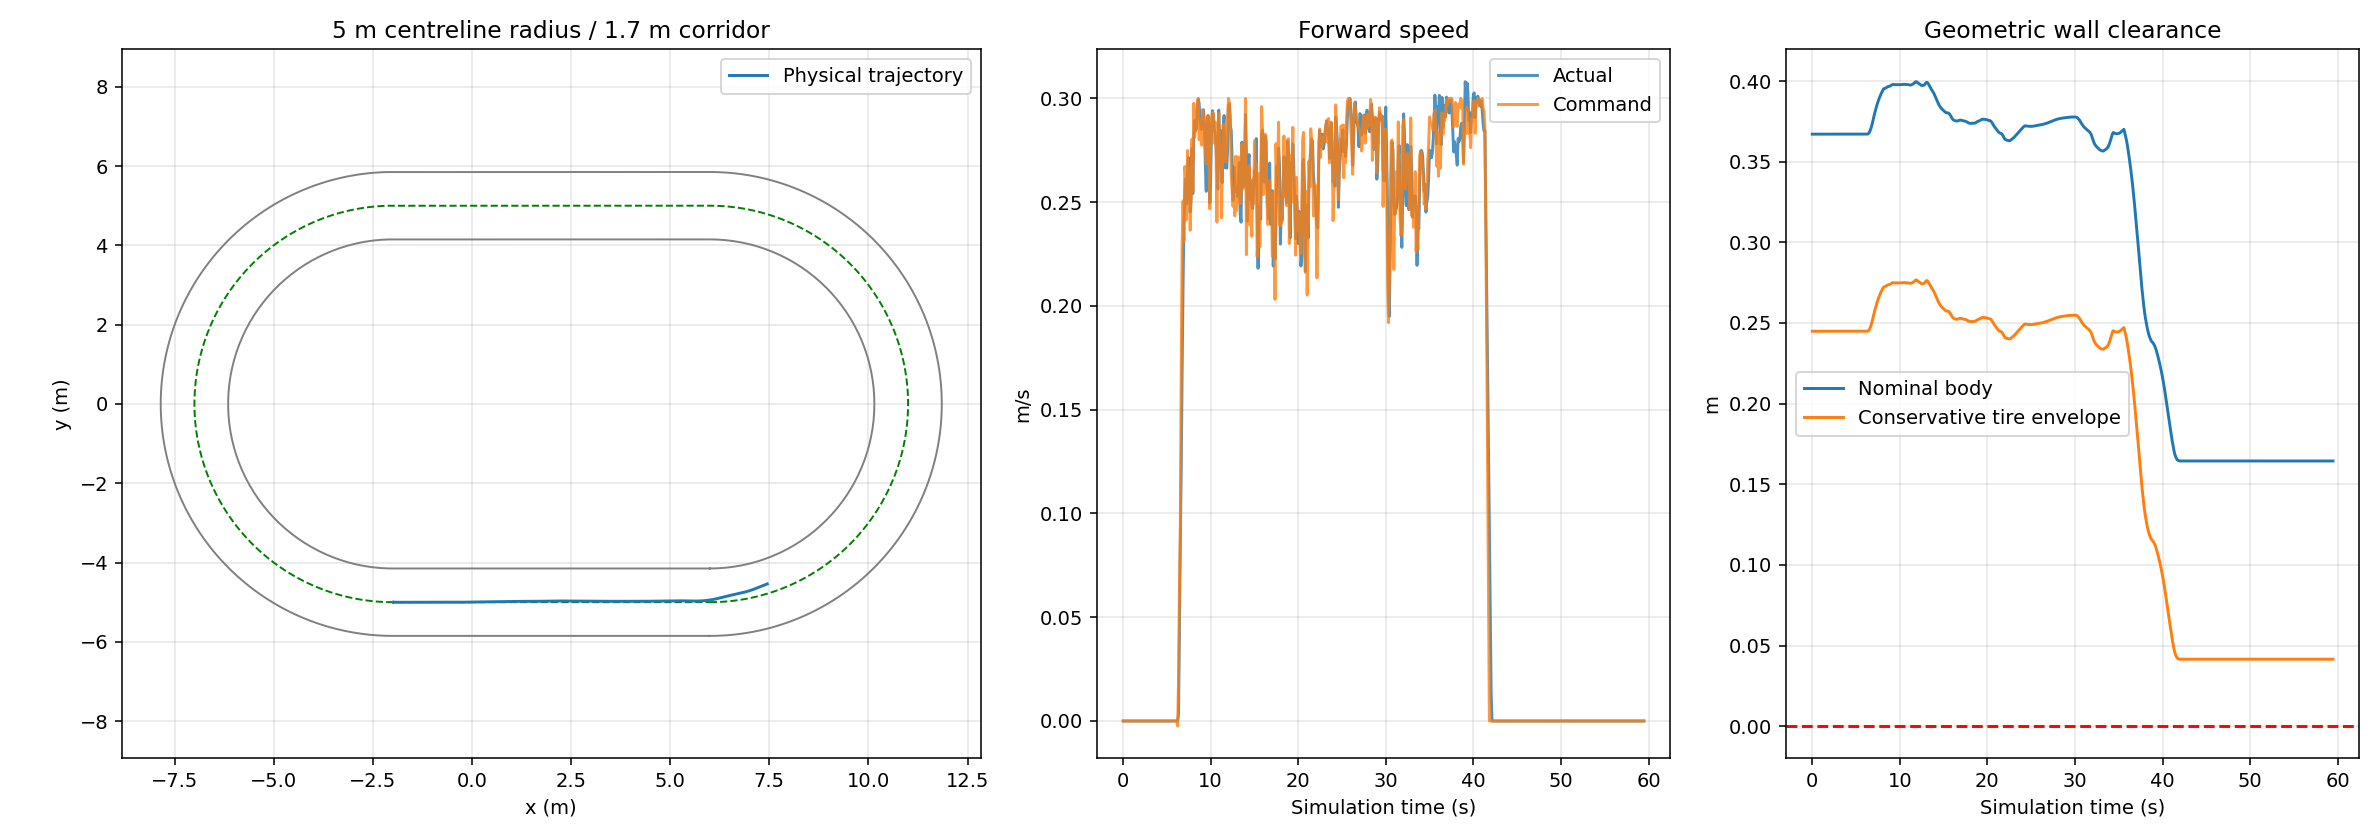 5 m centreline radius / 1.7 m corridor
Physical trajectory
y (m)
8
6
4
2
0
−2
−4
−6
−8
−7.5 −5.0 −2.5 0.0 2.5 5.0 7.5 10.0 12.5
x (m)
Forward speed
Actual
Command
m/s
0.30
0.25
0.20
0.15
0.10
0.05
0.00
0 10 20 30 40 50 60
Simulation time (s)
Geometric wall clearance
Nominal body
Conservative tire envelope
m
0.40
0.35
0.30
0.25
0.20
0.15
0.10
0.05
0.00
0 10 20 30 40 50 60
Simulation time (s)